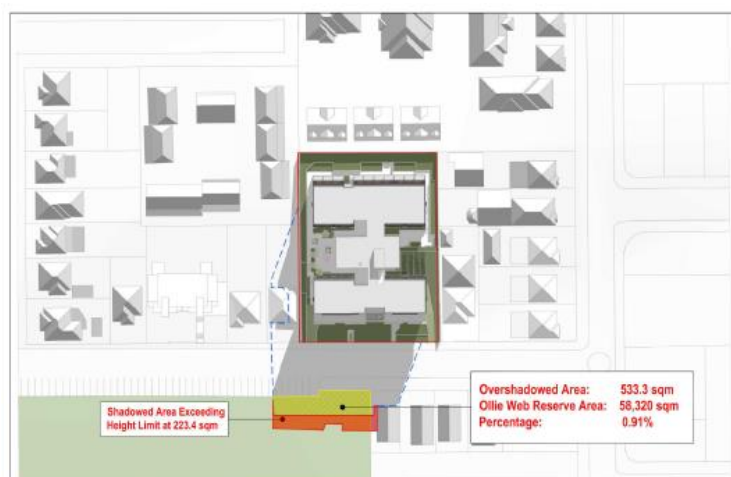 Shadowed Area Exceeding
Height Limit at 223.4 sqm
Overshadowed Area: 533.3 sqm
Ollie Web Reserve Area: 58,320 sqm
Percentage: 0.91%